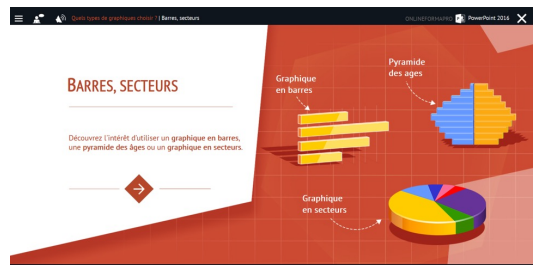 Quels types de graphiques choisir ? | Barres, secteurs
ONLINEFORMAPRO PowerPoint 2016
BARRES, SECTEURS
Découvrez l'intérêt d'utiliser un graphique en barres,
une pyramide des âges ou un graphique en secteurs.
Graphique
en barres
Pyramide
des ages
Graphique
en secteurs